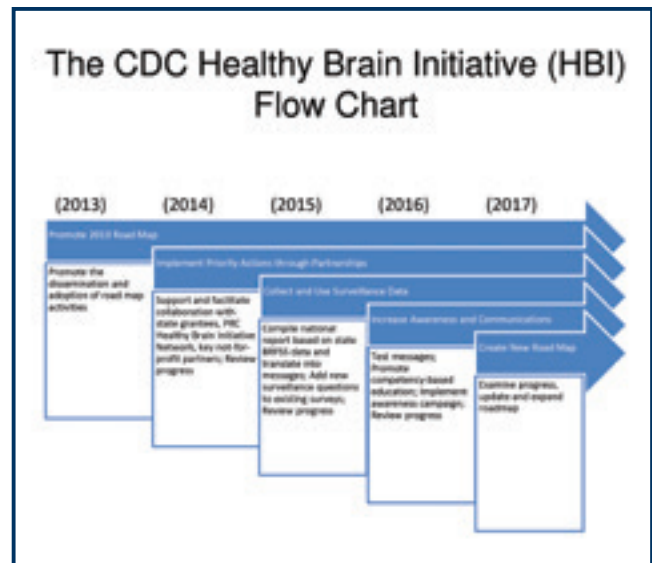 The CDC Healthy Brain Initiative (HBI)
Flow Chart
(2013)
(2014)
(2015)
(2016)
(2017)
Promote 2013 Road Map
Implement Priority Actions through Partnerships
Collect and Use Surveillance Data
Increase Awareness and Communications
Create New Road Map
Promote the
dissemination and
adoption of road map
activities
Support and facilitate
collaboration with
state grantees, PRC
Healthy Brain Initiative
Network, key not-for-
profit partners; Review
progress
Compile national
report based on state
BRFSS data and
translate into
messages; Add new
surveillance questions
to existing surveys;
Review progress
Test messages;
Promote
competency-based
education; Implement
awareness campaign;
Review progress
Examine progress,
update and expand
roadmap